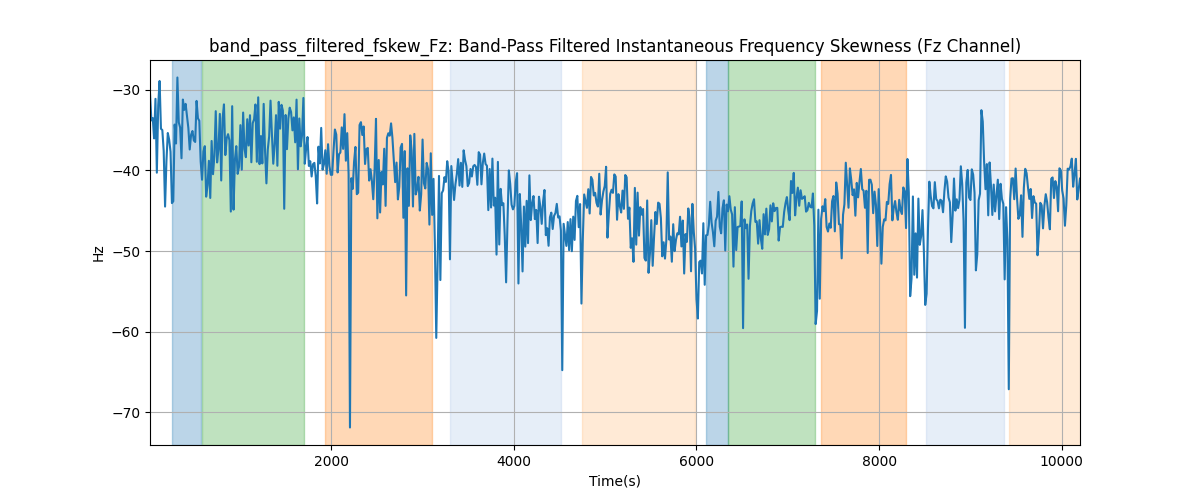 band_pass_filtered_fskew_Fz: Band-Pass Filtered Instantaneous Frequency Skewness (Fz Channel)
−30
−40
−50
−60
−70
Hz
2000 4000 6000 8000 10000
Time(s)